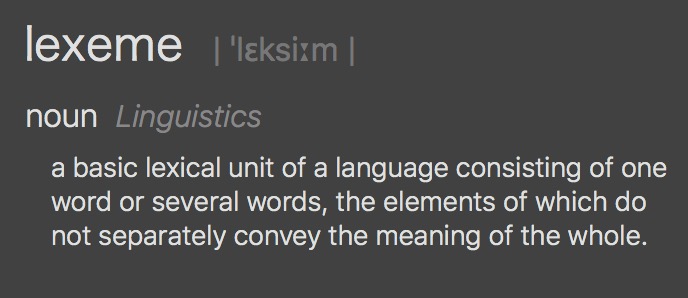 lexeme | ˈlɛksiːm |
noun Linguistics
a basic lexical unit of a language consisting of one
word or several words, the elements of which do
not separately convey the meaning of the whole.